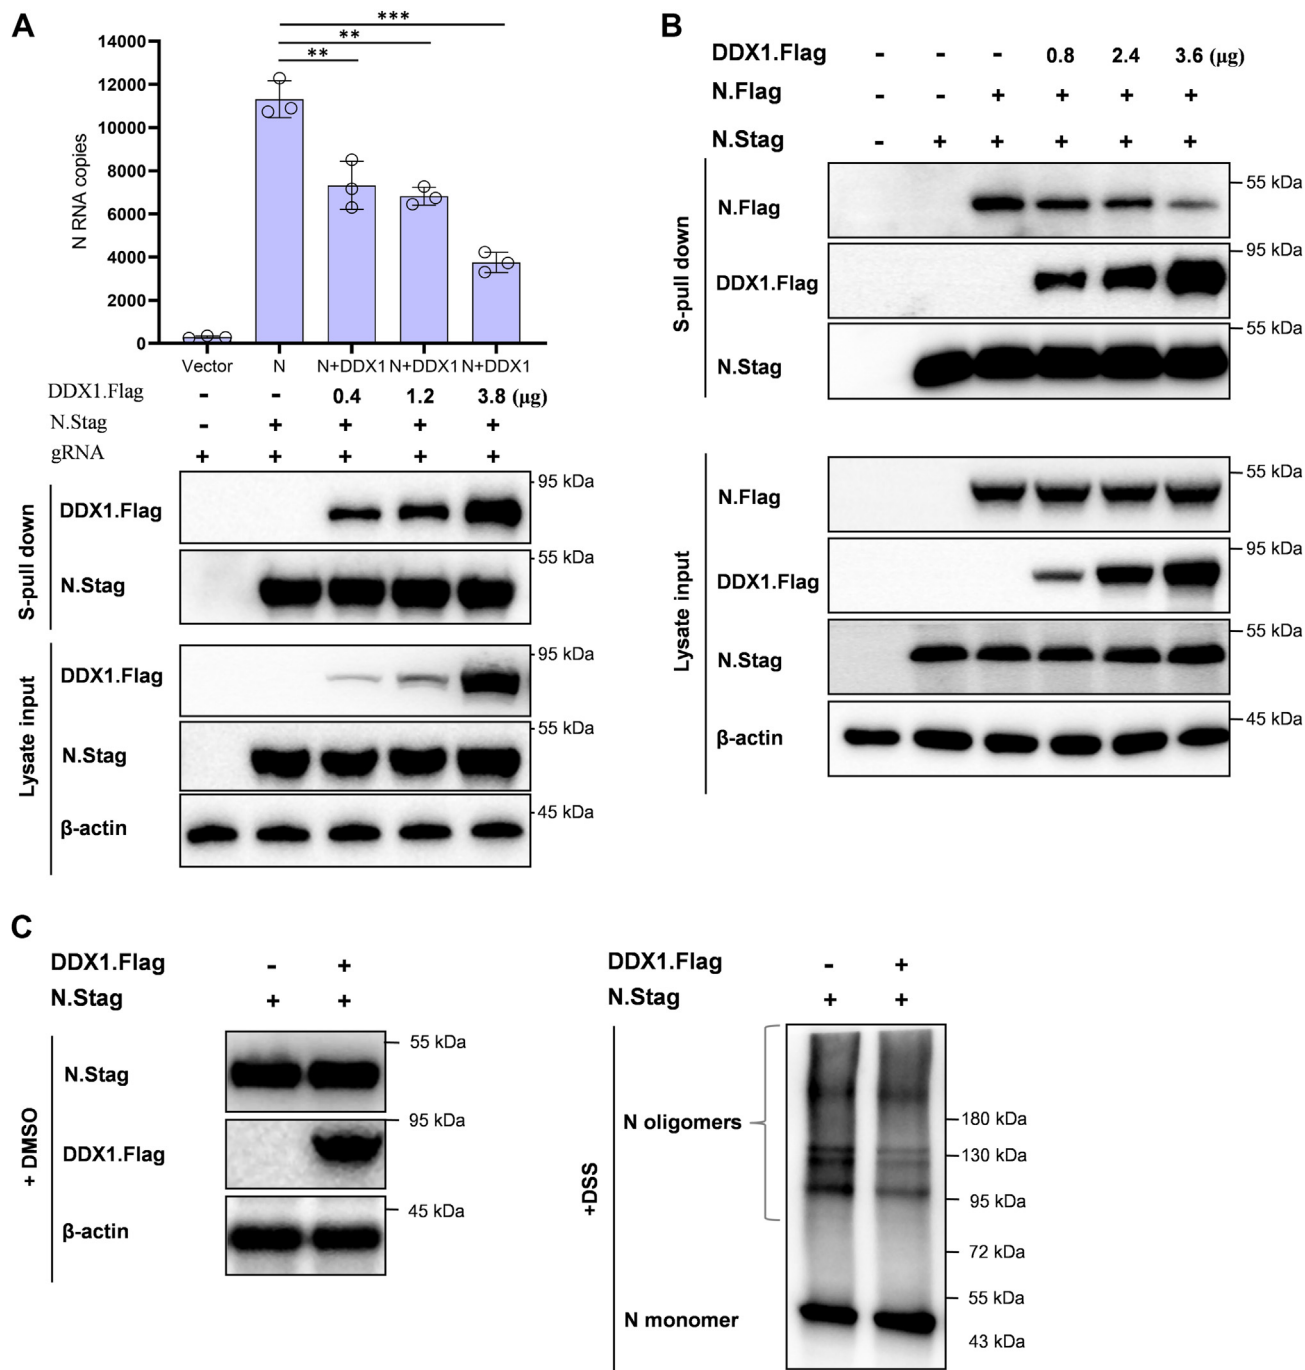 A
***
**
**
N RNA copies
14000
12000
10000
8000
6000
4000
2000
0
Vector N N+DDX1 N+DDX1 N+DDX1
DDX1.Flag - - 0.4 1.2 3.8 (μg)
N.Stag - + + + +
gRNA + + + + +
S-pull down
DDX1.Flag 95 kDa
N.Stag 55 kDa
Lysate input
DDX1.Flag 95 kDa
N.Stag 55 kDa
β-actin 45 kDa
B
DDX1.Flag - - - 0.8 2.4 3.6 (μg)
N.Flag - - + + + +
N.Stag - + + + + +
S-pull down
N.Flag 55 kDa
DDX1.Flag 95 kDa
N.Stag 55 kDa
Lysate input
N.Flag 55 kDa
DDX1.Flag 95 kDa
N.Stag 55 kDa
β-actin 45 kDa
C
DDX1.Flag - +
N.Stag + +
+ DMSO
N.Stag 55 kDa
DDX1.Flag 95 kDa
β-actin 45 kDa
DDX1.Flag - +
N.Stag + +
+DSS
N oligomers
180 kDa
130 kDa
95 kDa
72 kDa
55 kDa
N monomer
43 kDa